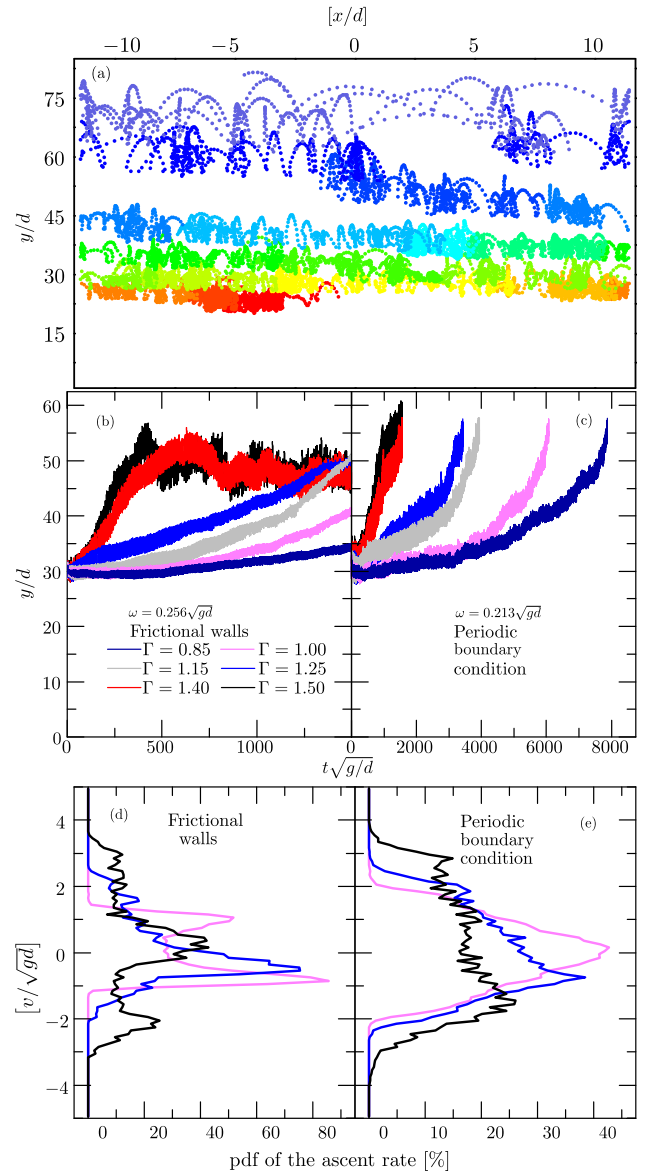 [x/d]
−10 −5 0 5 10
(a)
75
60
45
30
15
y/d
(b) (c)
60
50
40
30
20
10
0
y/d
ω = 0.256√gd ω = 0.213√gd
Frictional walls Periodic
boundary
condition
Γ = 0.85 Γ = 1.00
Γ = 1.15 Γ = 1.25
Γ = 1.40 Γ = 1.50
0 500 1000 0 2000 4000 6000 8000
t√g/d
(d) Frictional
walls
Periodic
boundary
condition
(e)
4
2
0
−2
−4
[v/√gd]
0 20 40 60 80 0 10 20 30 40
pdf of the ascent rate [%]